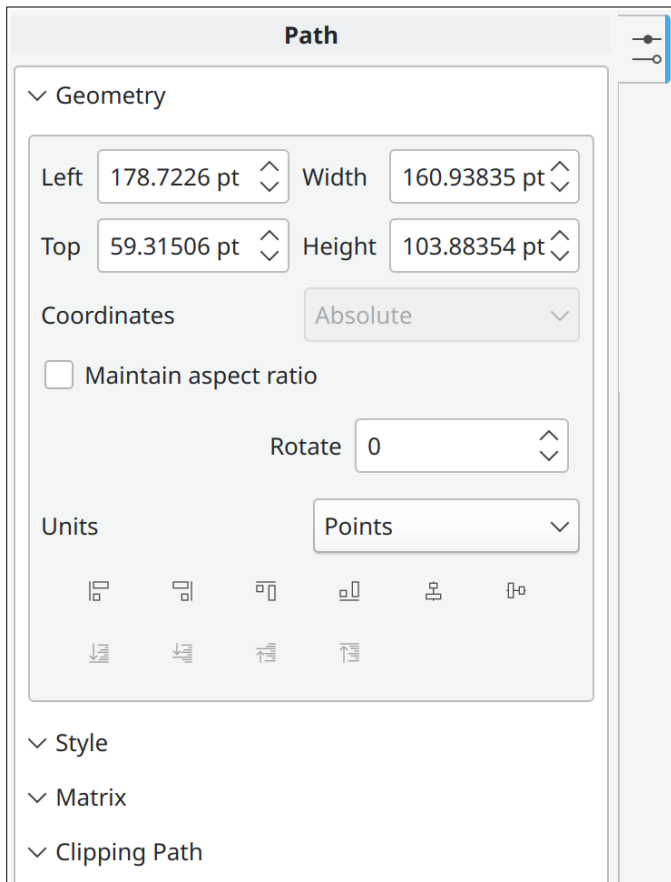 Path
Geometry
Left 178.7226 pt Width 160.93835 pt
Top 59.31506 pt Height 103.88354 pt
Coordinates Absolute
Maintain aspect ratio
Rotate 0
Units Points
Style
Matrix
Clipping Path